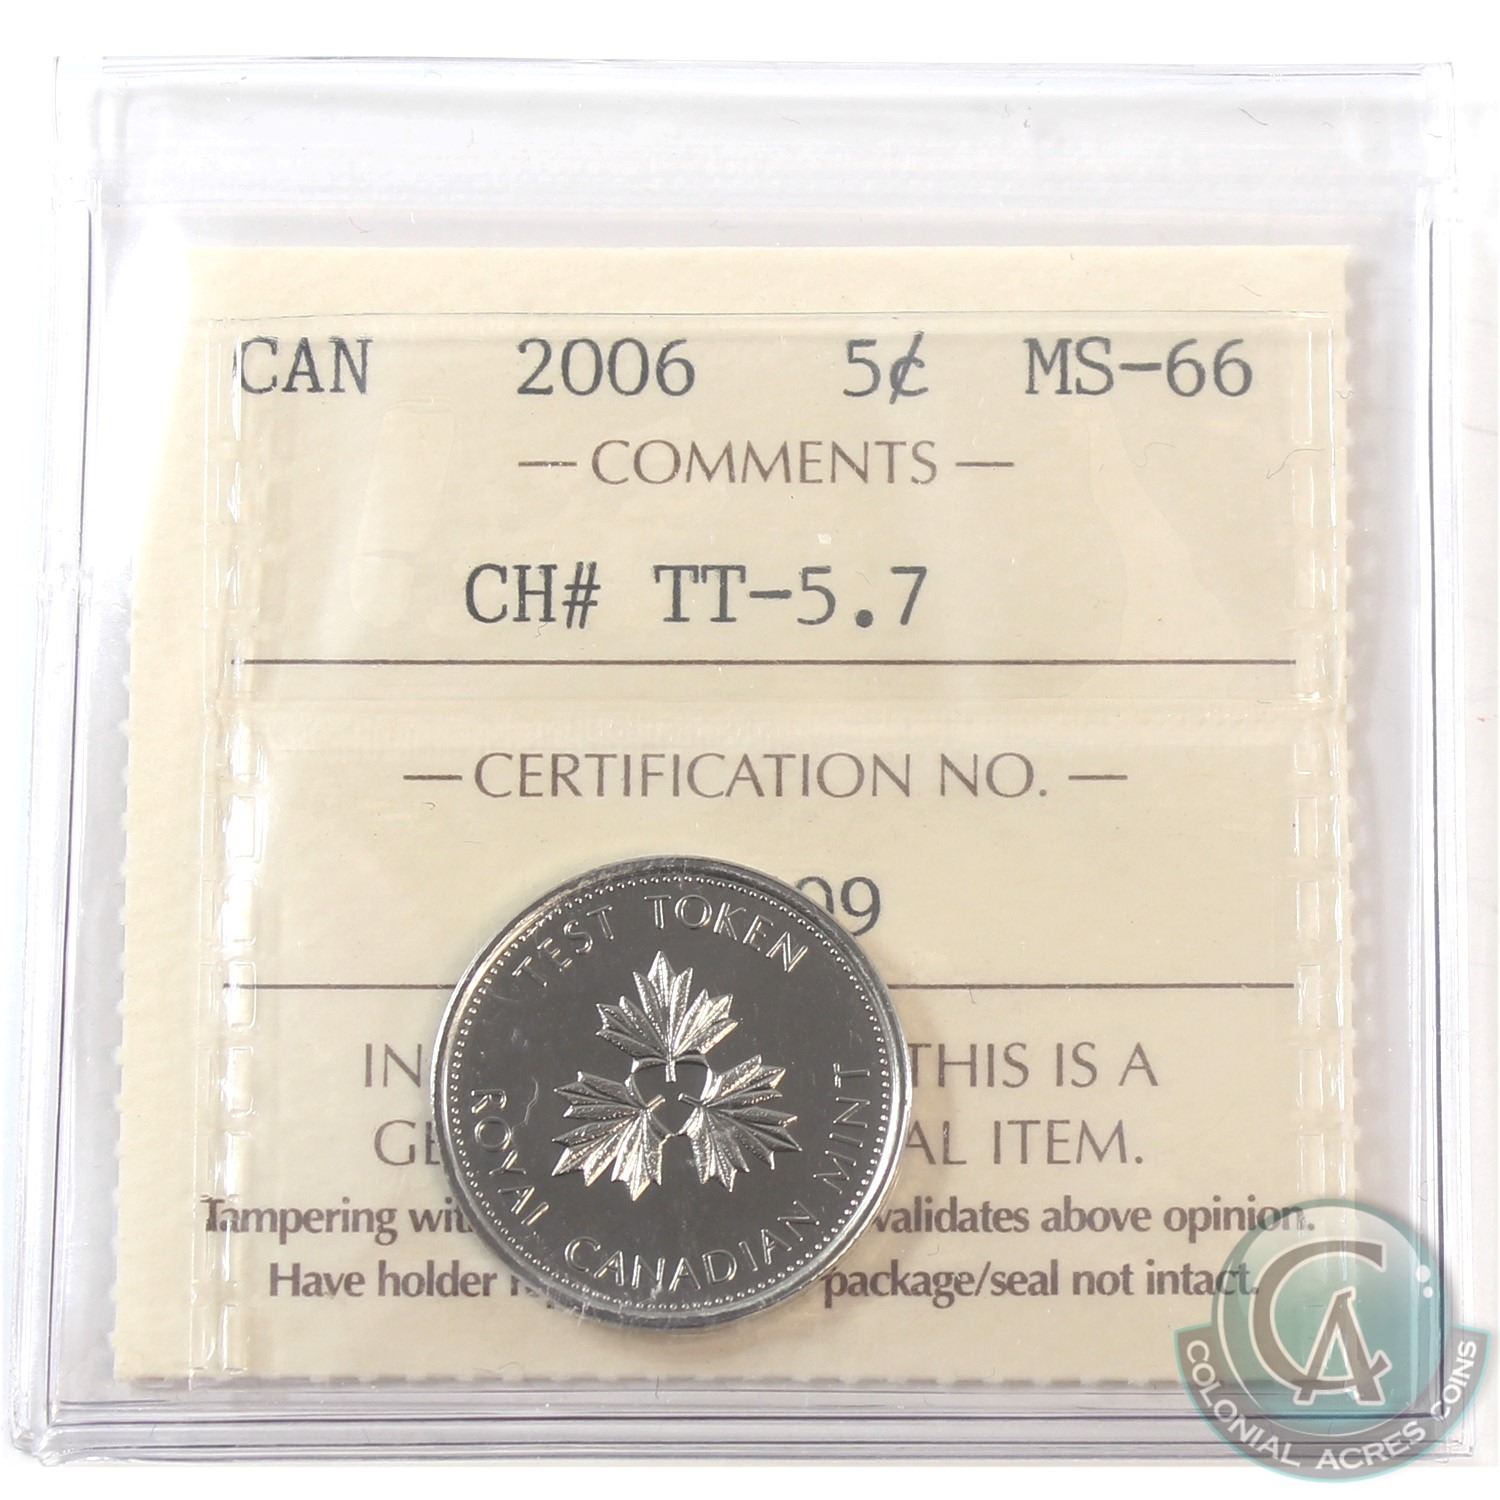 CAN 2006 5¢ MS-66
— COMMENTS —
CH# TT-5.7
— CERTIFICATION NO. —
09
TEST TOKEN
ROYAL CANADIAN MINT
IN THIS IS A
GE AL ITEM.
Tampering wit validates above opinion.
Have holder package/seal not intact.
CA
COLONIAL ACRES COINS